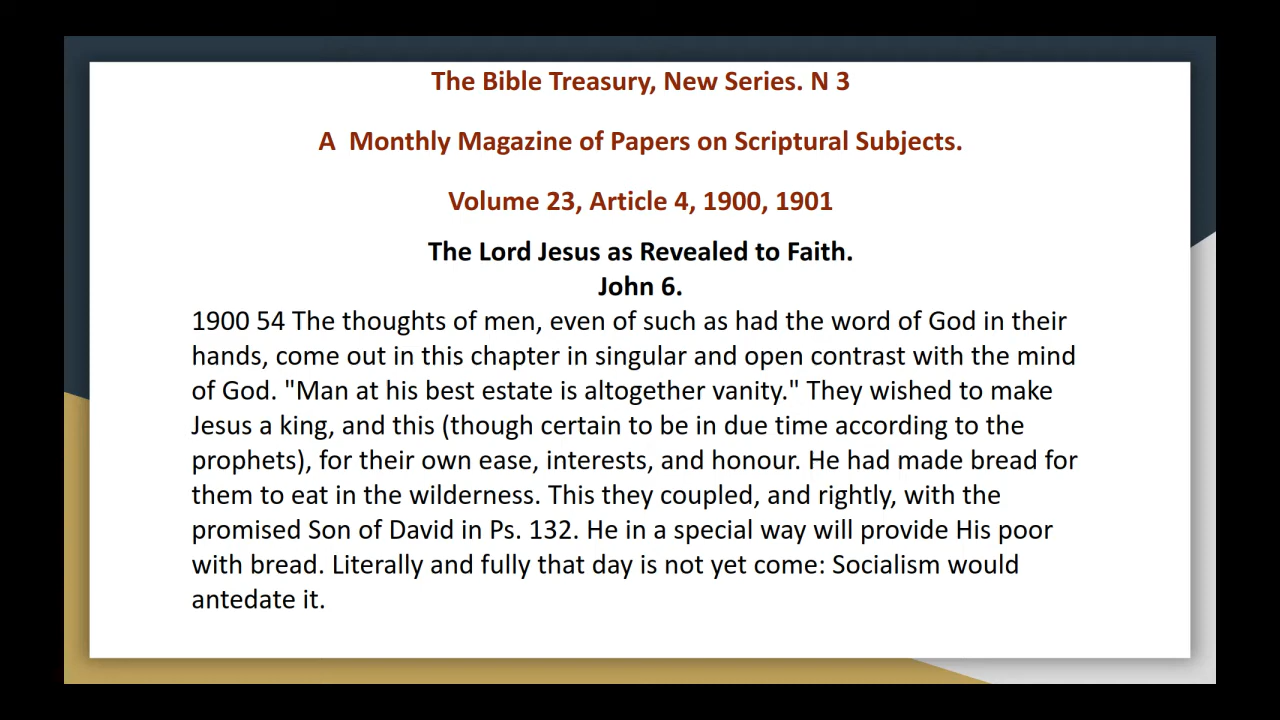 The Bible Treasury, New Series. N 3
A  Monthly Magazine of Papers on Scriptural Subjects.
Volume 23, Article 4, 1900, 1901
The Lord Jesus as Revealed to Faith.
John 6.
1900 54 The thoughts of men, even of such as had the word of God in their
hands, come out in this chapter in singular and open contrast with the mind
of God. "Man at his best estate is altogether vanity." They wished to make
Jesus a king, and this (though certain to be in due time according to the
prophets), for their own ease, interests, and honour. He had made bread for
them to eat in the wilderness. This they coupled, and rightly, with the
promised Son of David in Ps. 132. He in a special way will provide His poor
with bread. Literally and fully that day is not yet come: Socialism would
antedate it.